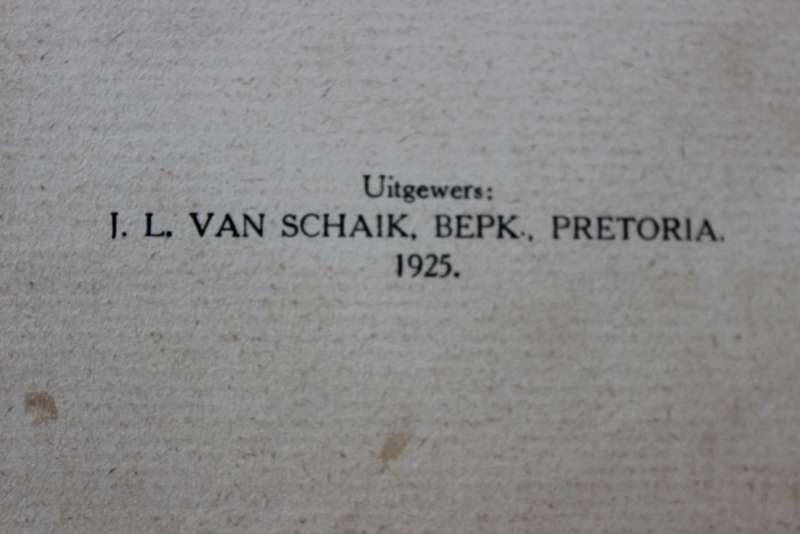 Uitgewers:
J. L. VAN SCHAIK, BEPK., PRETORIA.
1925.